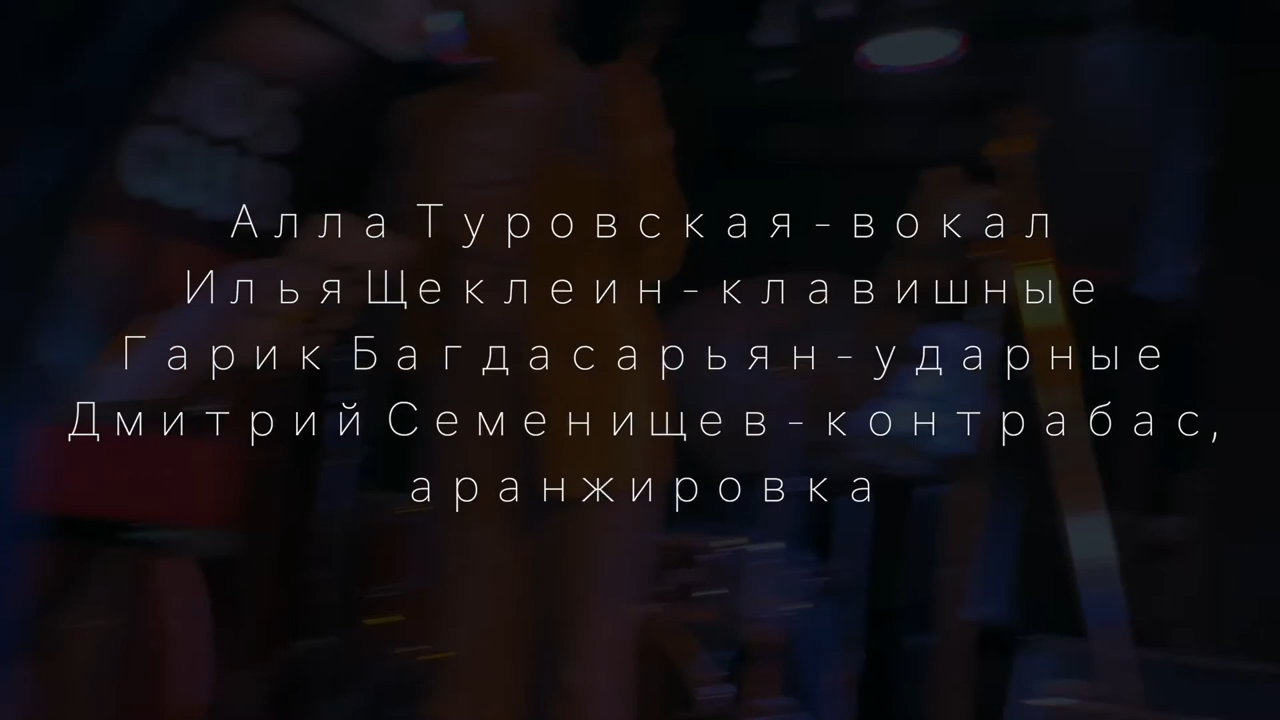 Алла Туровская-вокал
Илья Щеклеин- клавишные
Гарик Багдасарьян-ударные
Дмитрий Семенищев-контрабас,
аранжировка